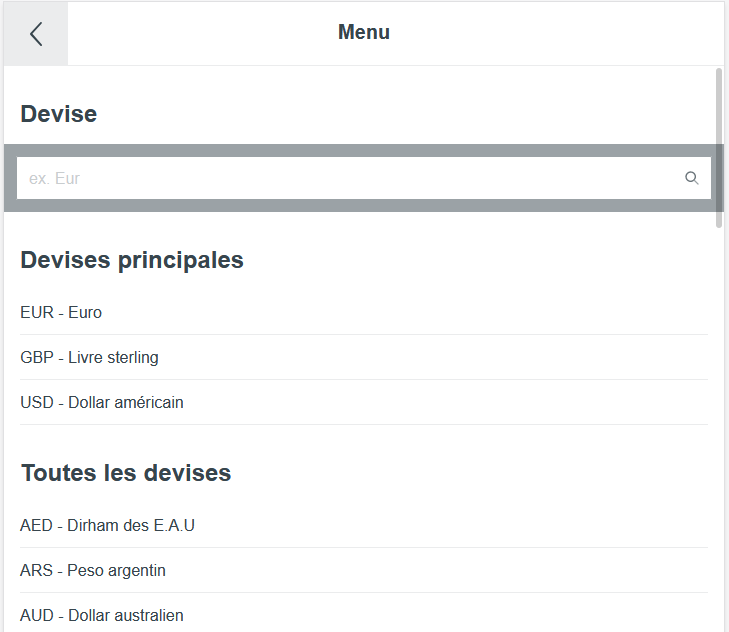 Menu
Devise
ex. Eur
Devises principales
EUR - Euro
GBP - Livre sterling
USD - Dollar américain
Toutes les devises
AED - Dirham des E.A.U
ARS - Peso argentin
AUD - Dollar australien